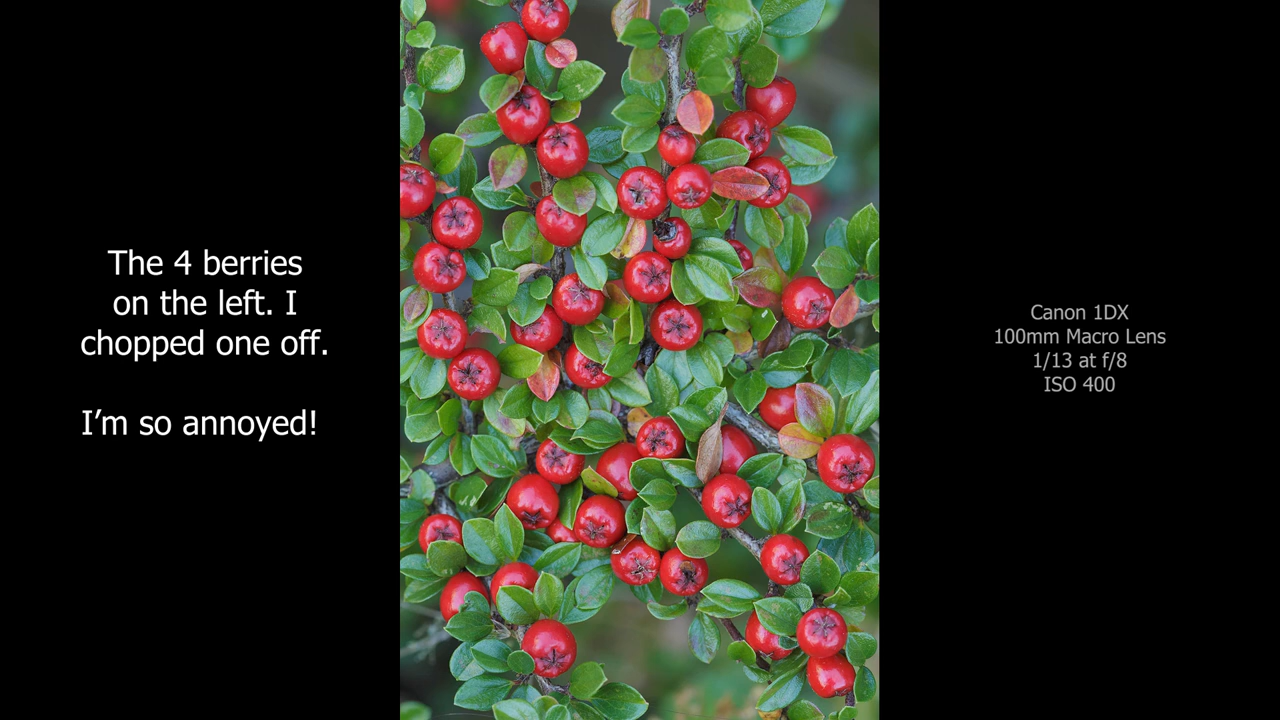 The 4 berries
on the left. I
chopped one off.
I’m so annoyed!
Canon 1DX
100mm Macro Lens
1/13 at f/8
ISO 400